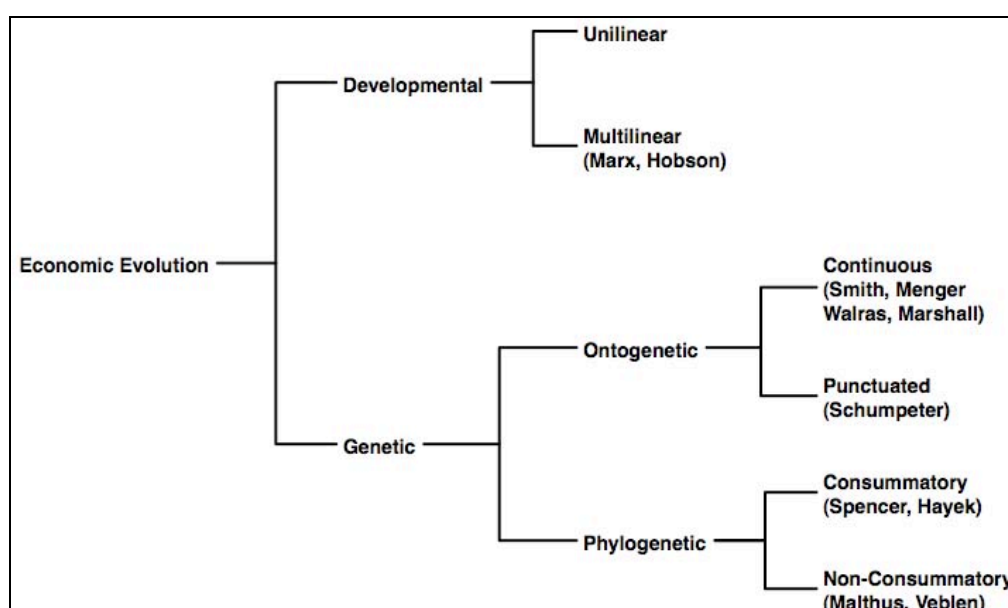 Unilinear
Developmental
Multilinear
(Marx, Hobson)
Economic Evolution
Continuous
(Smith, Menger
Walras, Marshall)
Ontogenetic
Punctuated
(Schumpeter)
Genetic
Consummatory
(Spencer, Hayek)
Phylogenetic
Non-Consummatory
(Malthus, Veblen)